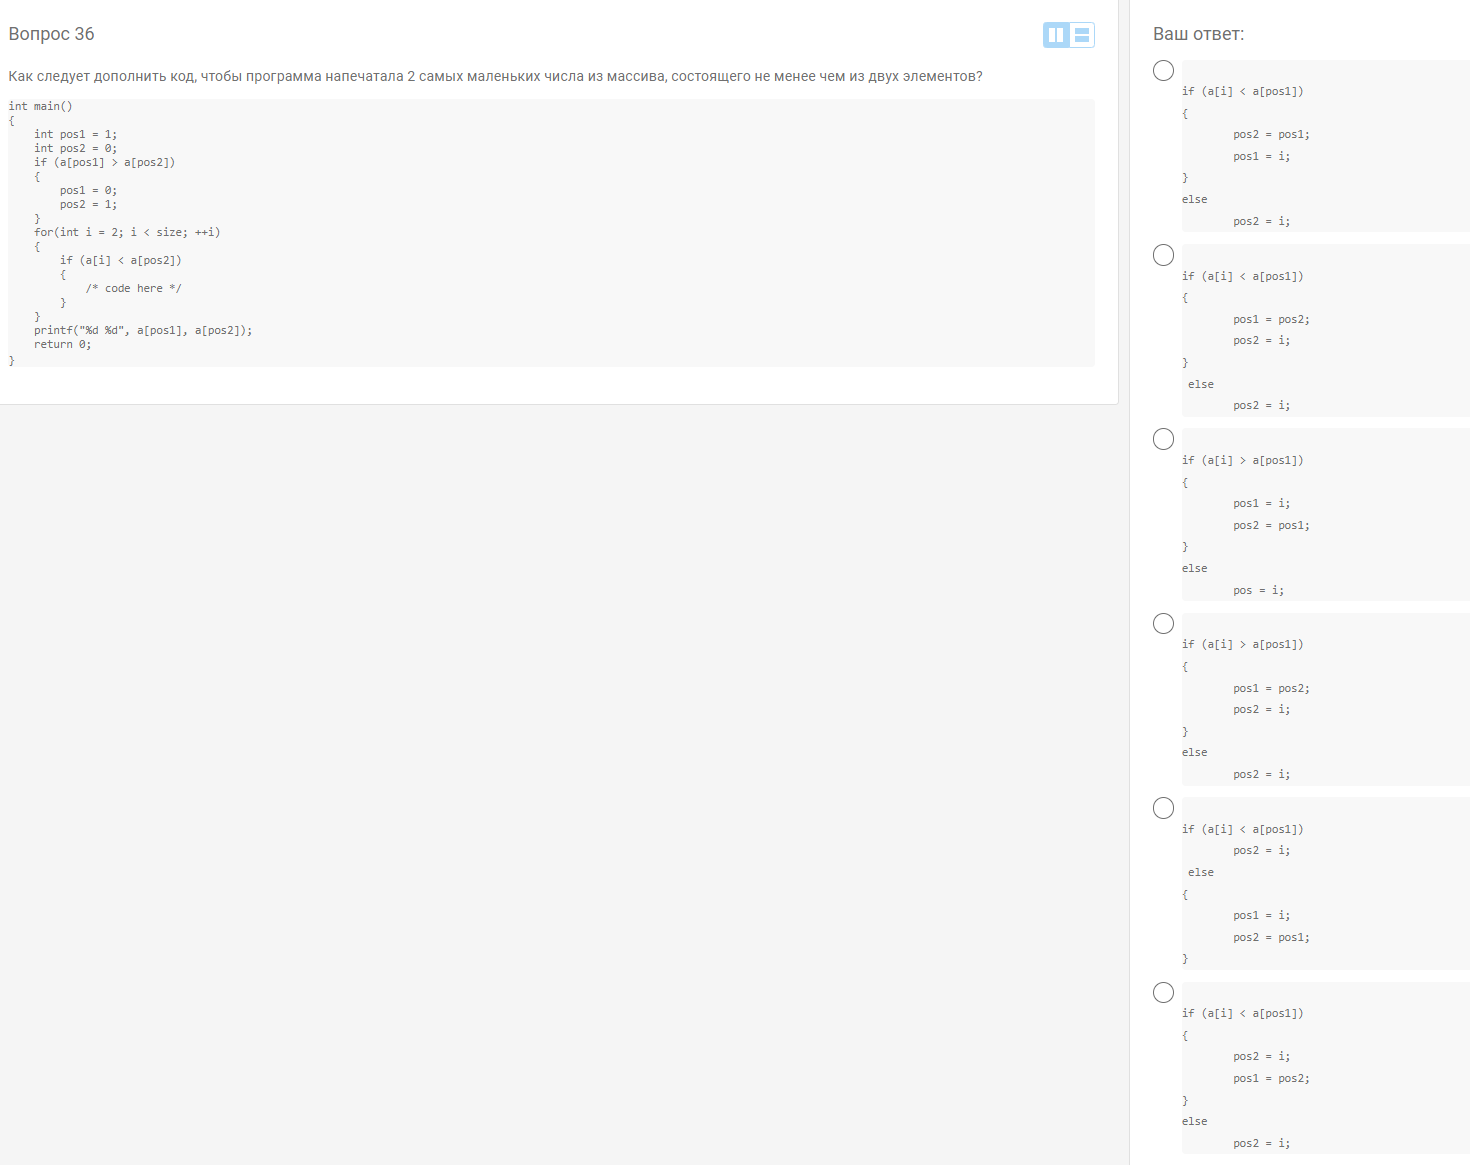 Вопрос 36
Как следует дополнить код, чтобы программа напечатала 2 самых маленьких числа из массива, состоящего не менее чем из двух элементов?
int main()
{
    int pos1 = 1;
    int pos2 = 0;
    if (a[pos1] > a[pos2])
    {
        pos1 = 0;
        pos2 = 1;
    }
    for(int i = 2; i < size; ++i)
    {
        if (a[i] < a[pos2])
        {
            /* code here */
        }
    }
    printf("%d %d", a[pos1], a[pos2]);
    return 0;
}
Ваш ответ:
if (a[i] < a[pos1])
{
        pos2 = pos1;
        pos1 = i;
}
else
        pos2 = i;
if (a[i] < a[pos1])
{
        pos1 = pos2;
        pos2 = i;
}
 else
        pos2 = i;
if (a[i] > a[pos1])
{
        pos1 = i;
        pos2 = pos1;
}
else
        pos = i;
if (a[i] > a[pos1])
{
        pos1 = pos2;
        pos2 = i;
}
else
        pos2 = i;
if (a[i] < a[pos1])
        pos2 = i;
 else
{
        pos1 = i;
        pos2 = pos1;
}
if (a[i] < a[pos1])
{
        pos2 = i;
        pos1 = pos2;
}
else
        pos2 = i;